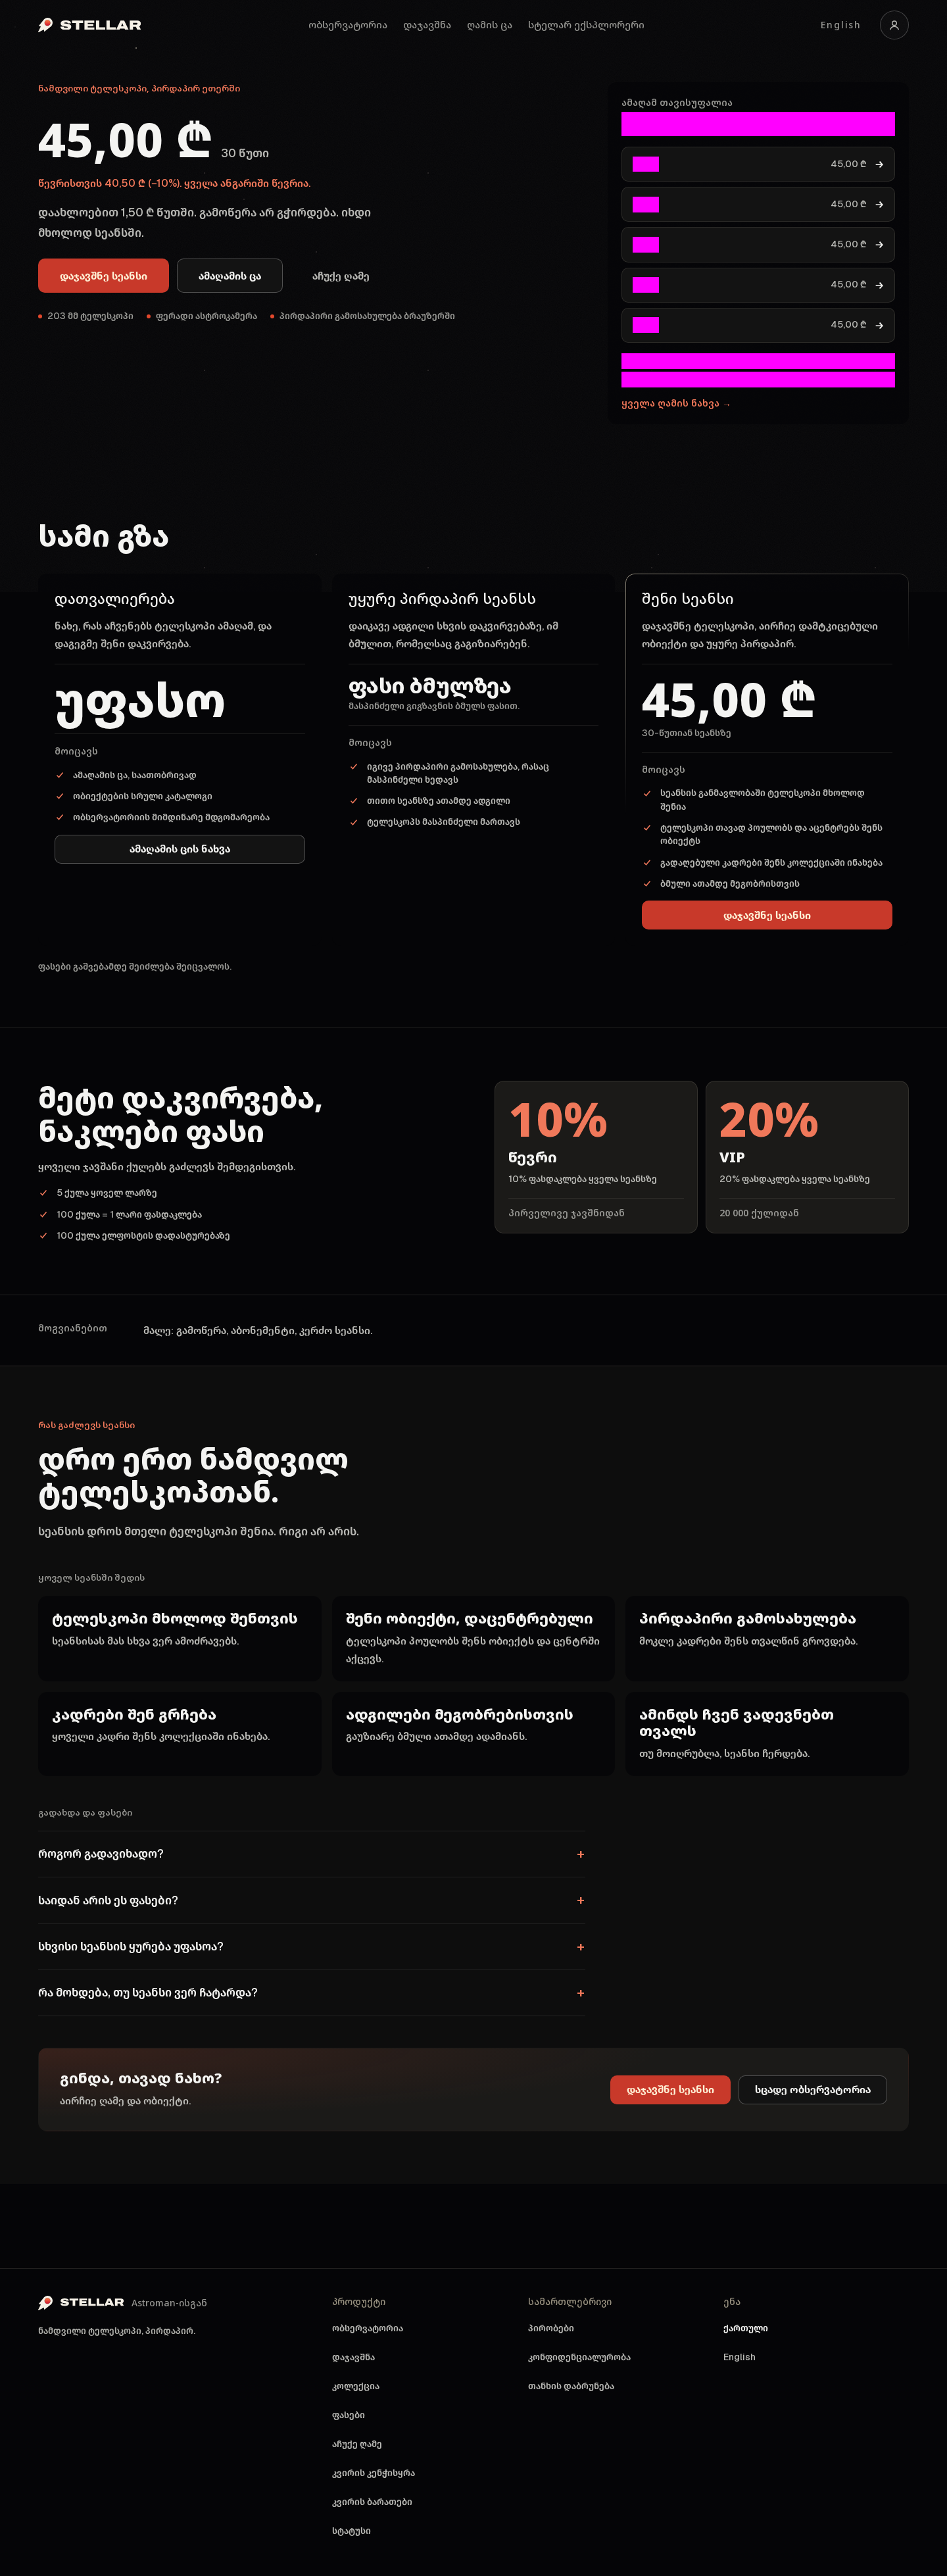 STELLAR
ობსერვატორია
დაჯავშნა
ღამის ცა
სტელარ ექსპლორერი
English
ნამდვილი ტელესკოპი, პირდაპირ ეთერში
45,00 ₾ 30 წუთი
წევრისთვის 40,50 ₾ (−10%). ყველა ანგარიში წევრია.
დაახლოებით 1,50 ₾ წუთში. გამოწერა არ გჭირდება. იხდი
მხოლოდ სეანსში.
დაჯავშნე სეანსი
ამაღამის ცა
აჩუქე ღამე
203 მმ ტელესკოპი
ფერადი ასტროკამერა
პირდაპირი გამოსახულება ბრაუზერში
ამაღამ თავისუფალია
45,00 ₾ →
45,00 ₾ →
45,00 ₾ →
45,00 ₾ →
45,00 ₾ →
ყველა ღამის ნახვა →
სამი გზა
დათვალიერება
ნახე, რას აჩვენებს ტელესკოპი ამაღამ, და
დაგეგმე შენი დაკვირვება.
უფასო
მოიცავს
ამაღამის ცა, საათობრივად
ობიექტების სრული კატალოგი
ობსერვატორიის მიმდინარე მდგომარეობა
ამაღამის ცის ნახვა
უყურე პირდაპირ სეანსს
დაიკავე ადგილი სხვის დაკვირვებაზე, იმ
ბმულით, რომელსაც გაგიზიარებენ.
ფასი ბმულზეა
მასპინძელი გიგზავნის ბმულს ფასით.
მოიცავს
იგივე პირდაპირი გამოსახულება, რასაც
მასპინძელი ხედავს
თითო სეანსზე ათამდე ადგილი
ტელესკოპს მასპინძელი მართავს
შენი სეანსი
დაჯავშნე ტელესკოპი, აირჩიე დამტკიცებული
ობიექტი და უყურე პირდაპირ.
45,00 ₾
30-წუთიან სეანსზე
მოიცავს
სეანსის განმავლობაში ტელესკოპი მხოლოდ
შენია
ტელესკოპი თავად პოულობს და აცენტრებს შენს
ობიექტს
გადაღებული კადრები შენს კოლექციაში ინახება
ბმული ათამდე მეგობრისთვის
დაჯავშნე სეანსი
ფასები გაშვებამდე შეიძლება შეიცვალოს.
მეტი დაკვირვება,
ნაკლები ფასი
ყოველი ჯავშანი ქულებს გაძლევს შემდეგისთვის.
5 ქულა ყოველ ლარზე
100 ქულა = 1 ლარი ფასდაკლება
100 ქულა ელფოსტის დადასტურებაზე
10%
წევრი
10% ფასდაკლება ყველა სეანსზე
პირველივე ჯავშნიდან
20%
VIP
20% ფასდაკლება ყველა სეანსზე
20 000 ქულიდან
მოგვიანებით
მალე: გამოწერა, აბონემენტი, კერძო სეანსი.
რას გაძლევს სეანსი
დრო ერთ ნამდვილ
ტელესკოპთან.
სეანსის დროს მთელი ტელესკოპი შენია. რიგი არ არის.
ყოველ სეანსში შედის
ტელესკოპი მხოლოდ შენთვის
სეანსისას მას სხვა ვერ ამოძრავებს.
შენი ობიექტი, დაცენტრებული
ტელესკოპი პოულობს შენს ობიექტს და ცენტრში
აქცევს.
პირდაპირი გამოსახულება
მოკლე კადრები შენს თვალწინ გროვდება.
კადრები შენ გრჩება
ყოველი კადრი შენს კოლექციაში ინახება.
ადგილები მეგობრებისთვის
გაუზიარე ბმული ათამდე ადამიანს.
ამინდს ჩვენ ვადევნებთ
თვალს
თუ მოიღრუბლა, სეანსი ჩერდება.
გადახდა და ფასები
როგორ გადავიხადო? +
საიდან არის ეს ფასები? +
სხვისი სეანსის ყურება უფასოა? +
რა მოხდება, თუ სეანსი ვერ ჩატარდა? +
გინდა, თავად ნახო?
აირჩიე ღამე და ობიექტი.
დაჯავშნე სეანსი
სცადე ობსერვატორია
STELLAR Astroman-ისგან
ნამდვილი ტელესკოპი, პირდაპირ.
პროდუქტი
ობსერვატორია
დაჯავშნა
კოლექცია
ფასები
აჩუქე ღამე
კვირის კენჭისყრა
კვირის ბარათები
სტატუსი
სამართლებრივი
პირობები
კონფიდენციალურობა
თანხის დაბრუნება
ენა
ქართული
English